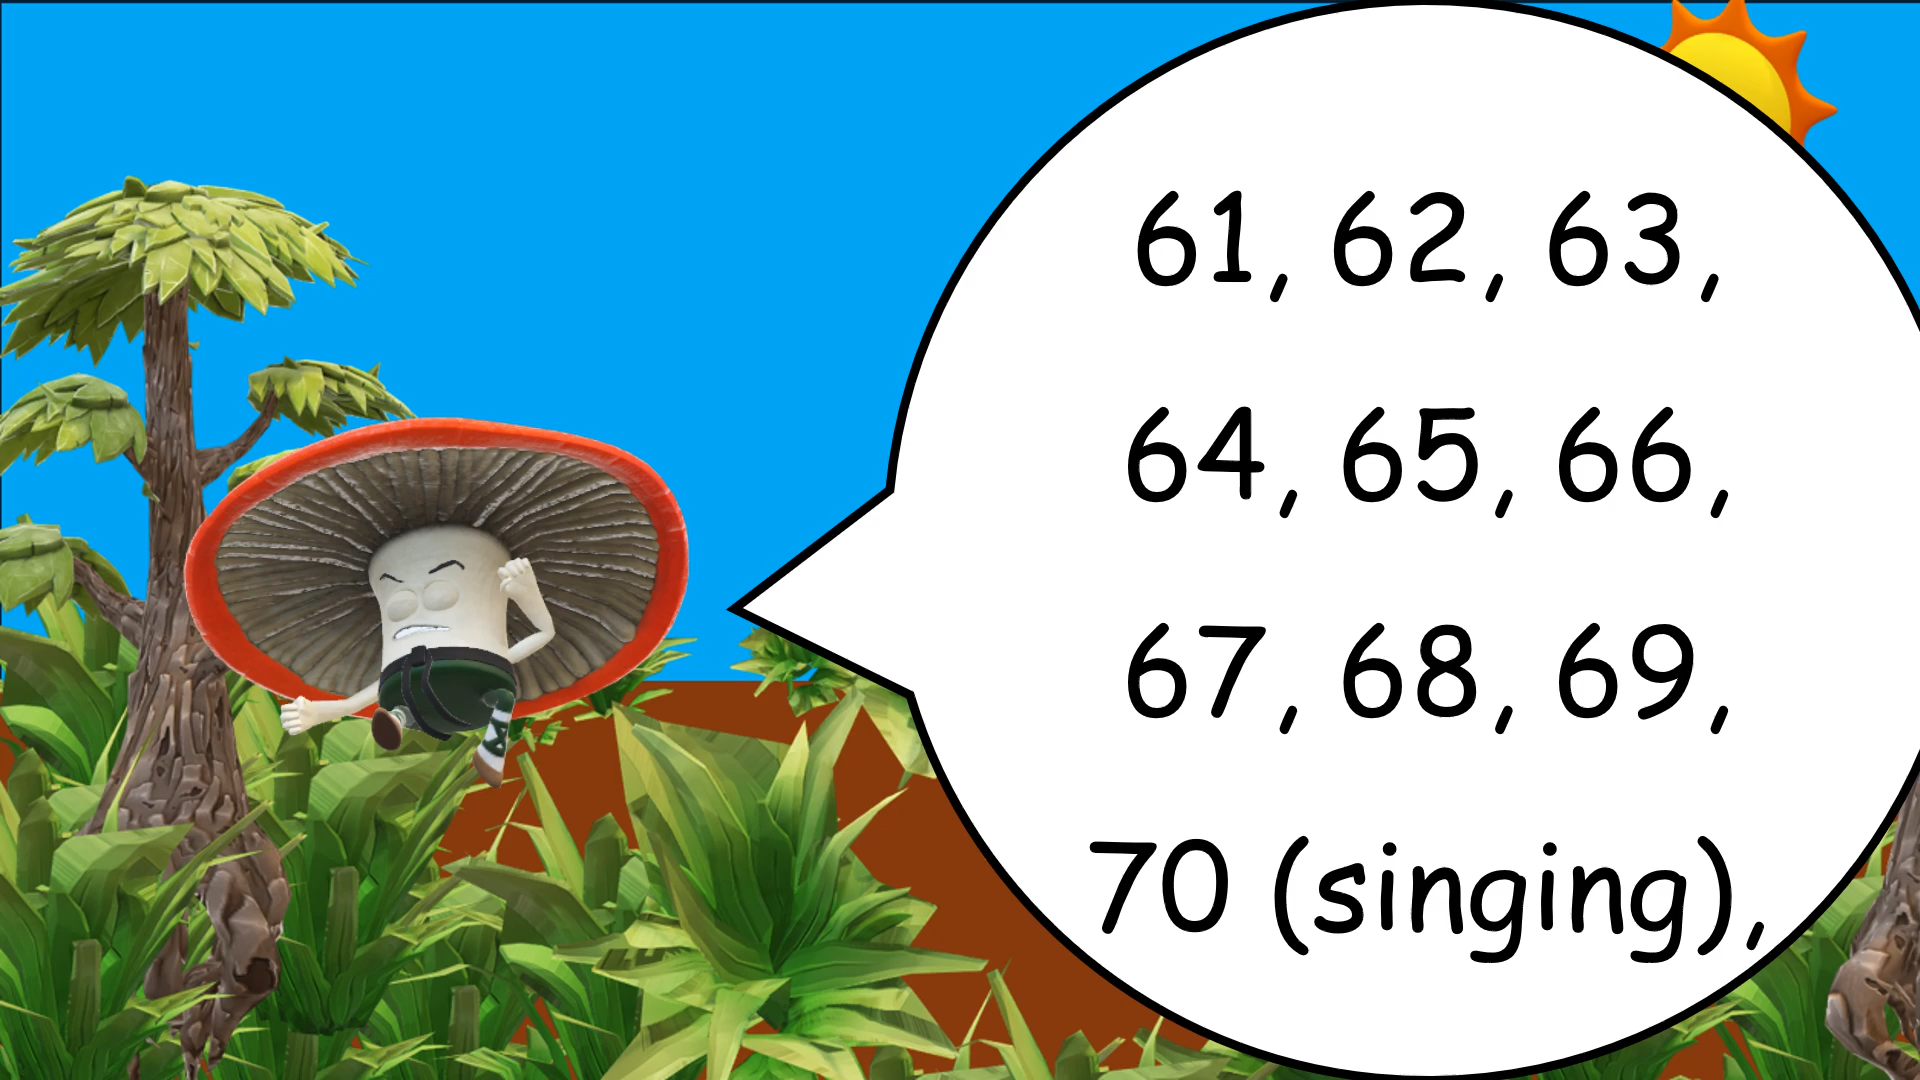 61, 62, 63,
64, 65, 66,
67, 68, 69,
70 (singing),